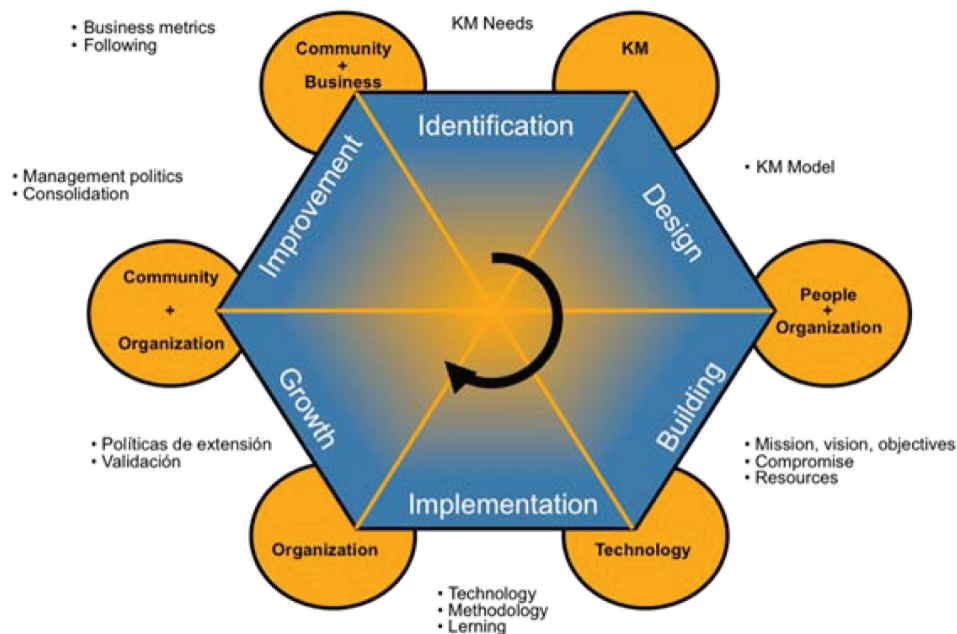 • Business metrics
• Following
Community
+
Business
KM Needs
KM
Identification
Improvement
Design
• Management politics
• Consolidation
• KM Model
Community
+
Organization
People
+
Organization
Growth
Building
• Políticas de extensión
• Validación
• Mission, vision, objectives
• Compromise
• Resources
Implementation
Organization
Technology
• Technology
• Methodology
• Lerning